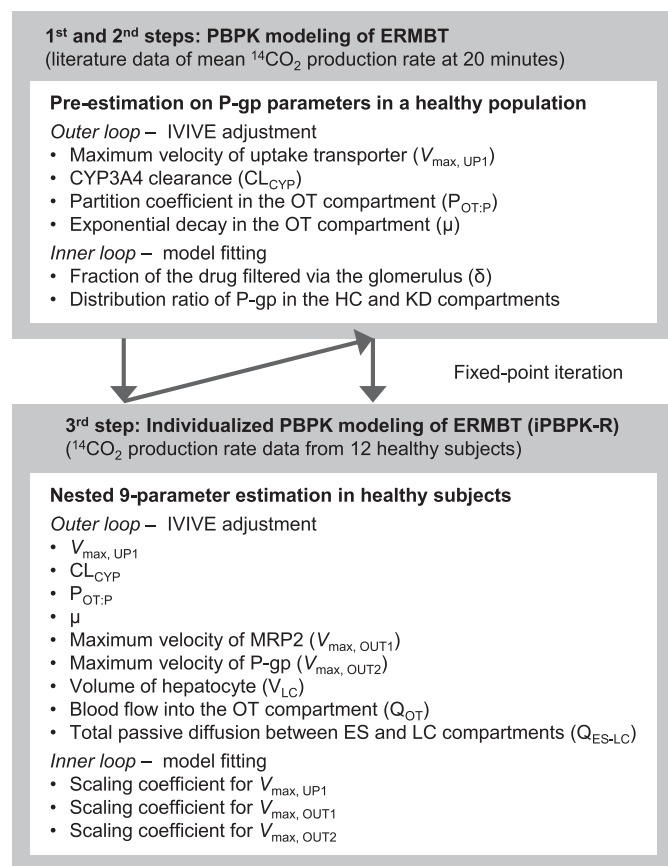 1st and 2nd steps: PBPK modeling of ERMBT
(literature data of mean 14CO2 production rate at 20 minutes)
Pre-estimation on P-gp parameters in a healthy population
Outer loop – IVIVE adjustment
• Maximum velocity of uptake transporter (Vmax, UP1)
• CYP3A4 clearance (CLCYP)
• Partition coefficient in the OT compartment (POT:P)
• Exponential decay in the OT compartment (μ)
Inner loop – model fitting
• Fraction of the drug filtered via the glomerulus (δ)
• Distribution ratio of P-gp in the HC and KD compartments
Fixed-point iteration
3rd step: Individualized PBPK modeling of ERMBT (iPBPK-R)
(14CO2 production rate data from 12 healthy subjects)
Nested 9-parameter estimation in healthy subjects
Outer loop – IVIVE adjustment
• Vmax, UP1
• CLCYP
• POT:P
• μ
• Maximum velocity of MRP2 (Vmax, OUT1)
• Maximum velocity of P-gp (Vmax, OUT2)
• Volume of hepatocyte (VLC)
• Blood flow into the OT compartment (QOT)
• Total passive diffusion between ES and LC compartments (QES-LC)
Inner loop – model fitting
• Scaling coefficient for Vmax, UP1
• Scaling coefficient for Vmax, OUT1
• Scaling coefficient for Vmax, OUT2